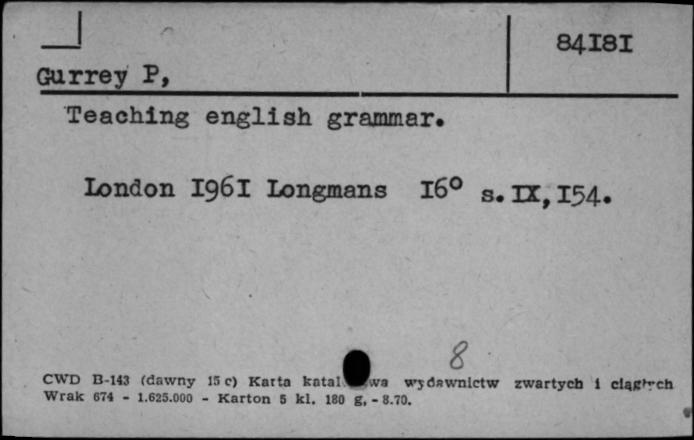 84181
Gurrey P,
Teaching english grammar.
London 1961 Longmans 16° s. IX, 154.
8
CWD B-143 (dawny 15 c) Karta wydawnictw zwartych i ciągłych
Wrak 674 - 1.625.000 - Karton 5 kl. 180 g, - 8.70.